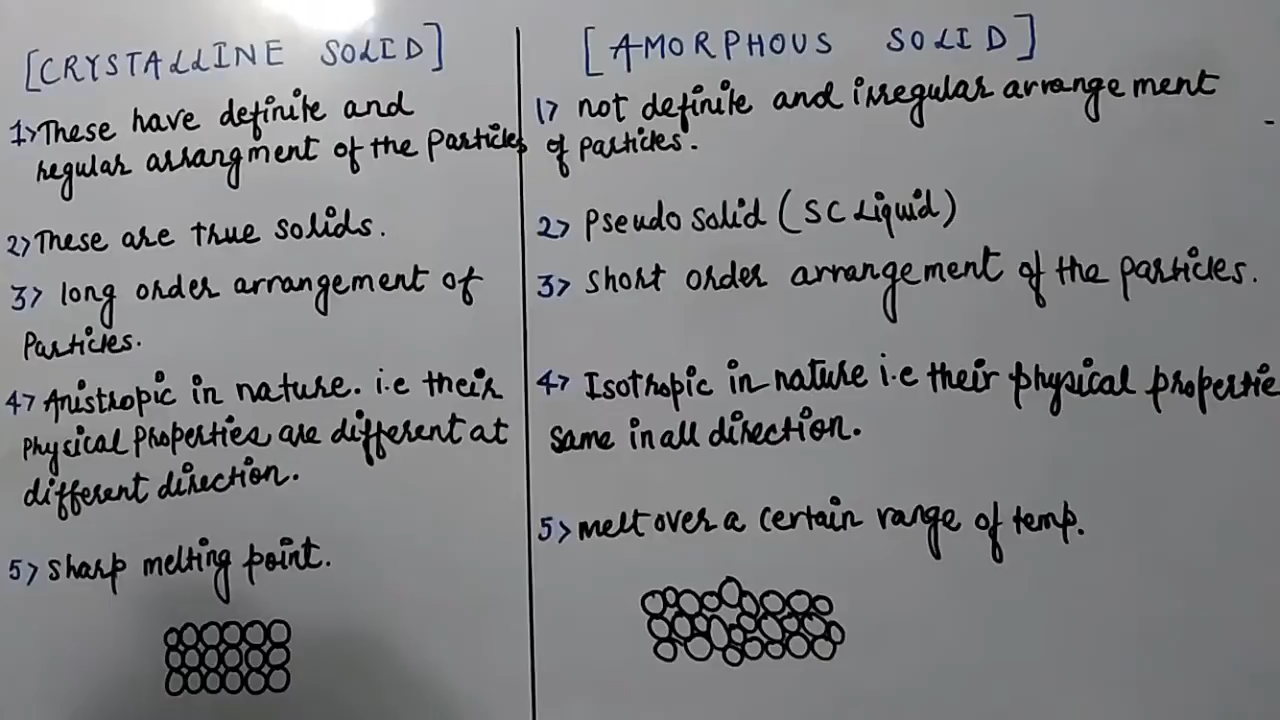 [CRYSTALLINE SOLID]
1> These have definite and
regular arrangment of the Particles
2> These are true solids.
3> long order arrangement of
Particles.
4> Anistropic in nature. i.e their
Physical Properties are different at
different direction.
5> sharp melting point.
[AMORPHOUS SOLID]
1> not definite and irregular arrangement
of particles.
2> Pseudo solid (SC Liquid)
3> short order arrangement of the particles.
4> Isotropic in nature i.e their physical propertie
same in all direction.
5> melt over a certain range of temp.